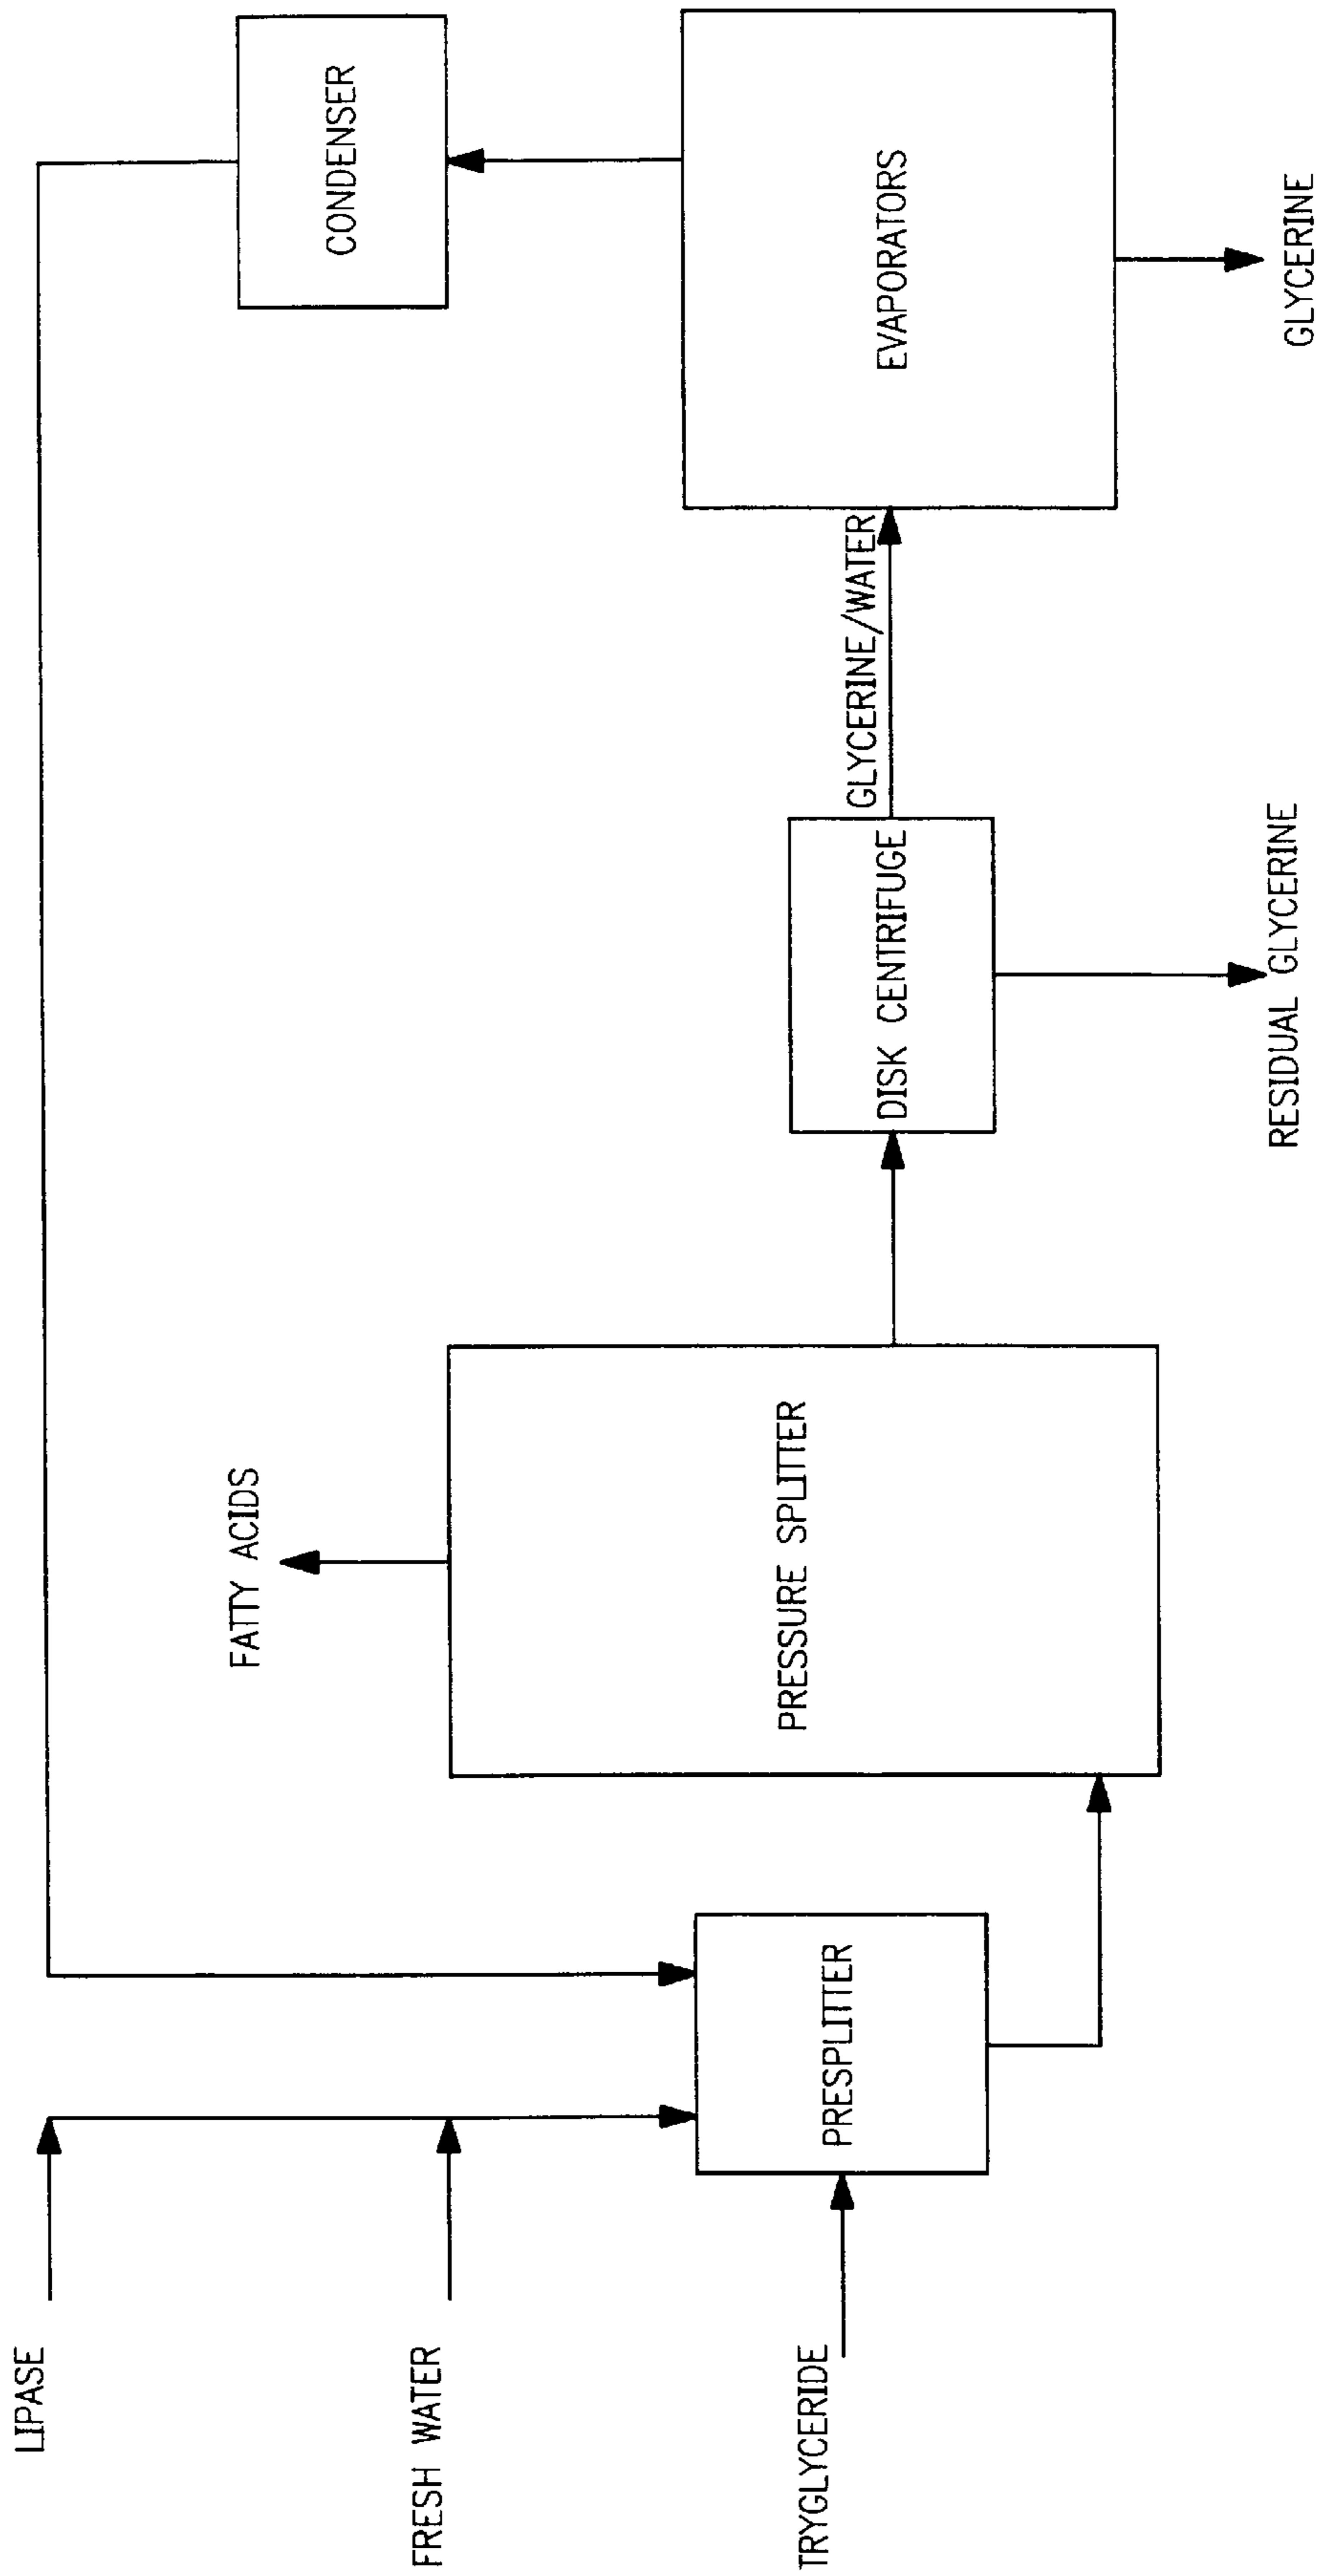 LIPASE
FRESH WATER
TRYGLYCERIDE
PRESPLITTER
FATTY ACIDS
PRESSURE SPLITTER
DISK CENTRIFUGE
RESIDUAL GLYCERINE
GLYCERINE/WATER
CONDENSER
EVAPORATORS
GLYCERINE